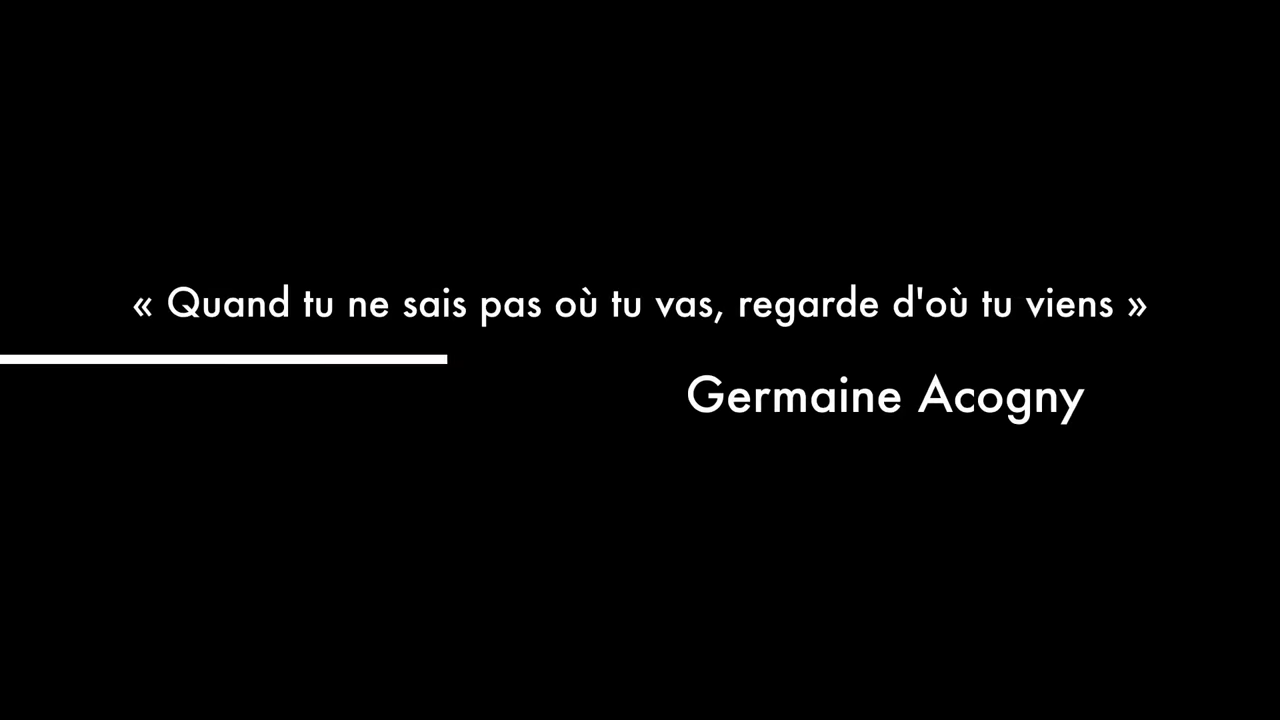 « Quand tu ne sais pas où tu vas, regarde d'où tu viens »
Germaine Acogny